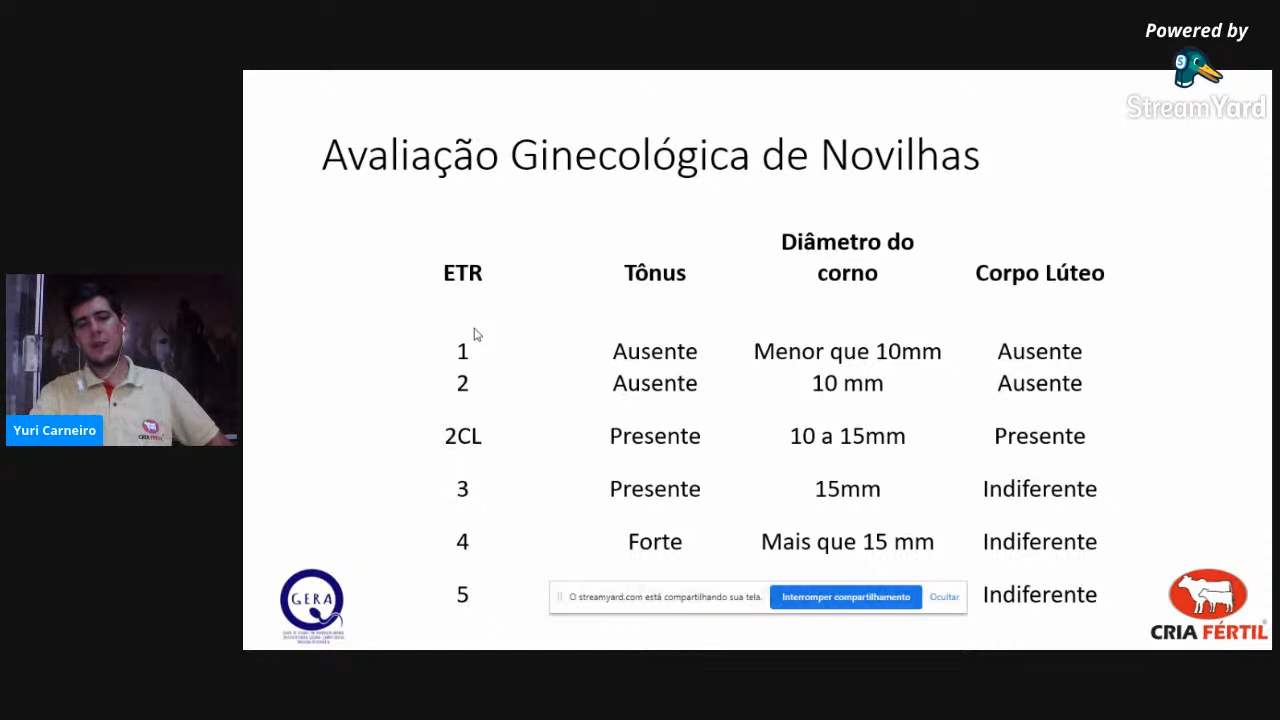 Powered by
StreamYard
Avaliação Ginecológica de Novilhas
ETR Tônus Diâmetro do corno Corpo Lúteo
1 Ausente Menor que 10mm Ausente
2 Ausente 10 mm Ausente
2CL Presente 10 a 15mm Presente
3 Presente 15mm Indiferente
4 Forte Mais que 15 mm Indiferente
5 Indiferente
O streamyard.com está compartilhando sua tela. Interromper compartilhamento Ocultar
Yuri Carneiro
CRIA FÉRTIL
GERA
CRIA FÉRTIL